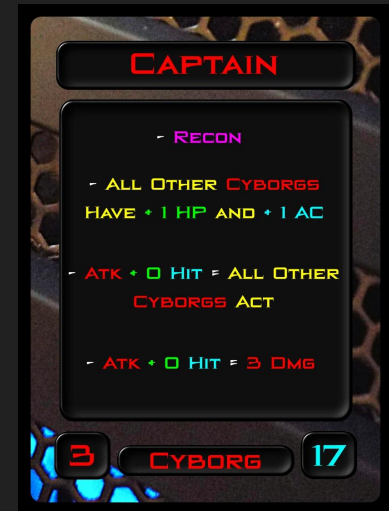 Captain
- Recon
- All Other Cyborgs
Have + 1 HP and + 1 AC
- Atk + 0 Hit = All Other
Cyborgs Act
- Atk + 0 Hit = 3 Dmg
3 Cyborg 17